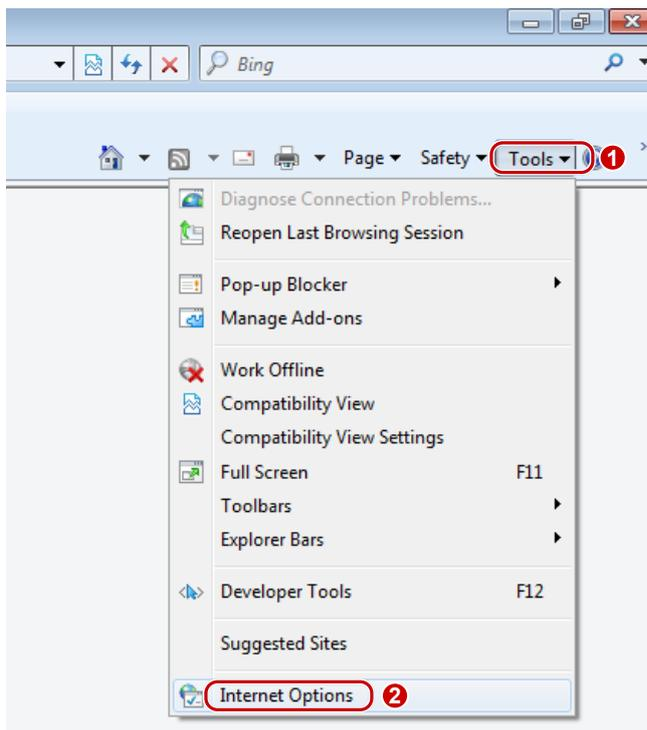 Bing
Page Safety Tools 1
Diagnose Connection Problems...
Reopen Last Browsing Session
Pop-up Blocker
Manage Add-ons
Work Offline
Compatibility View
Compatibility View Settings
Full Screen F11
Toolbars
Explorer Bars
Developer Tools F12
Suggested Sites
Internet Options 2